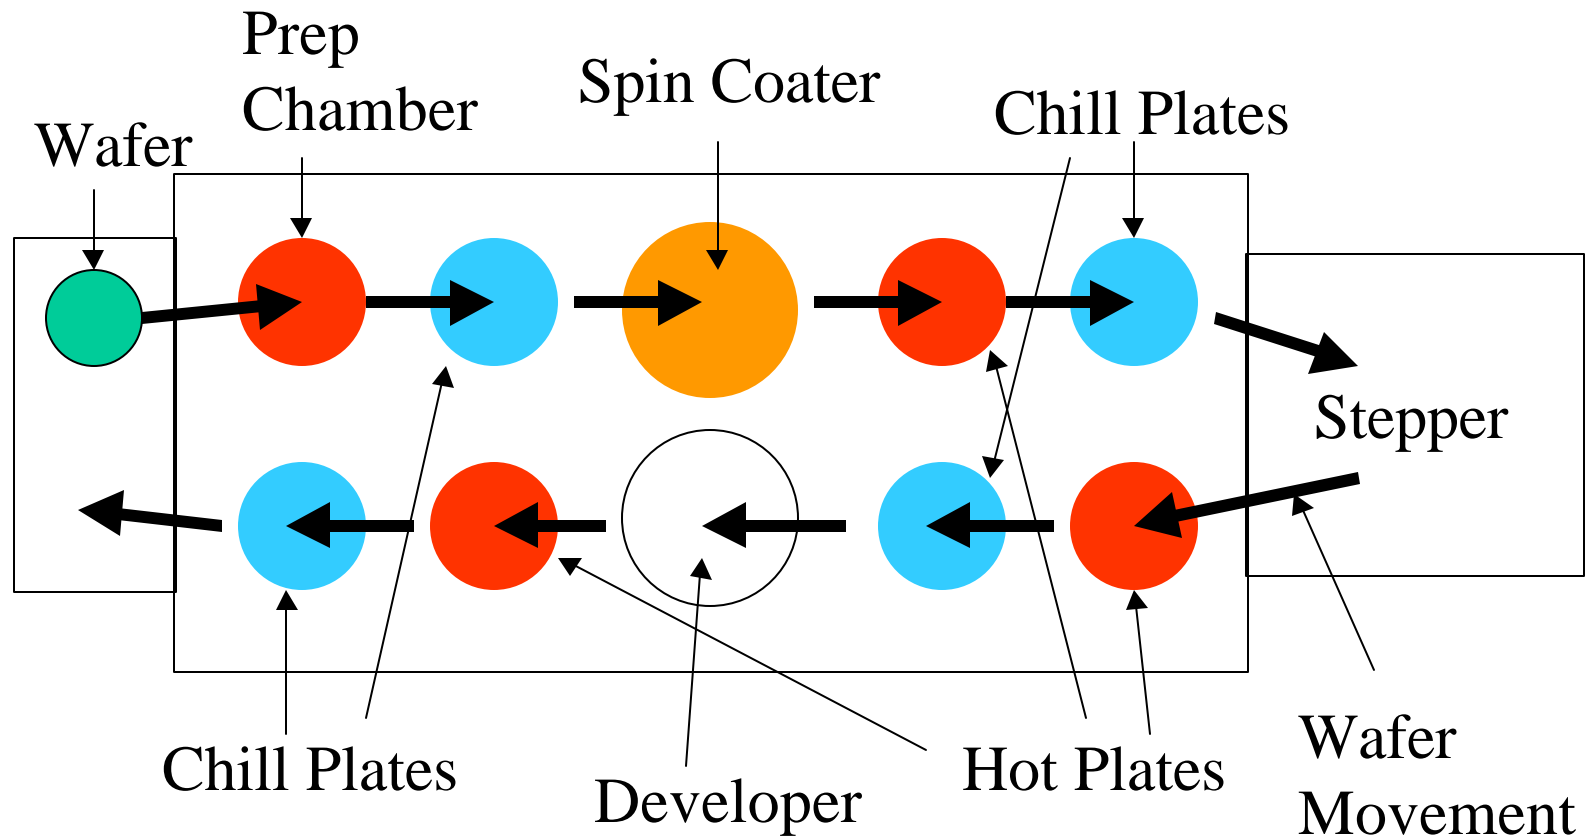 Prep
Chamber
Spin Coater
Chill Plates
Wafer
Stepper
Chill Plates
Developer
Hot Plates
Wafer
Movement